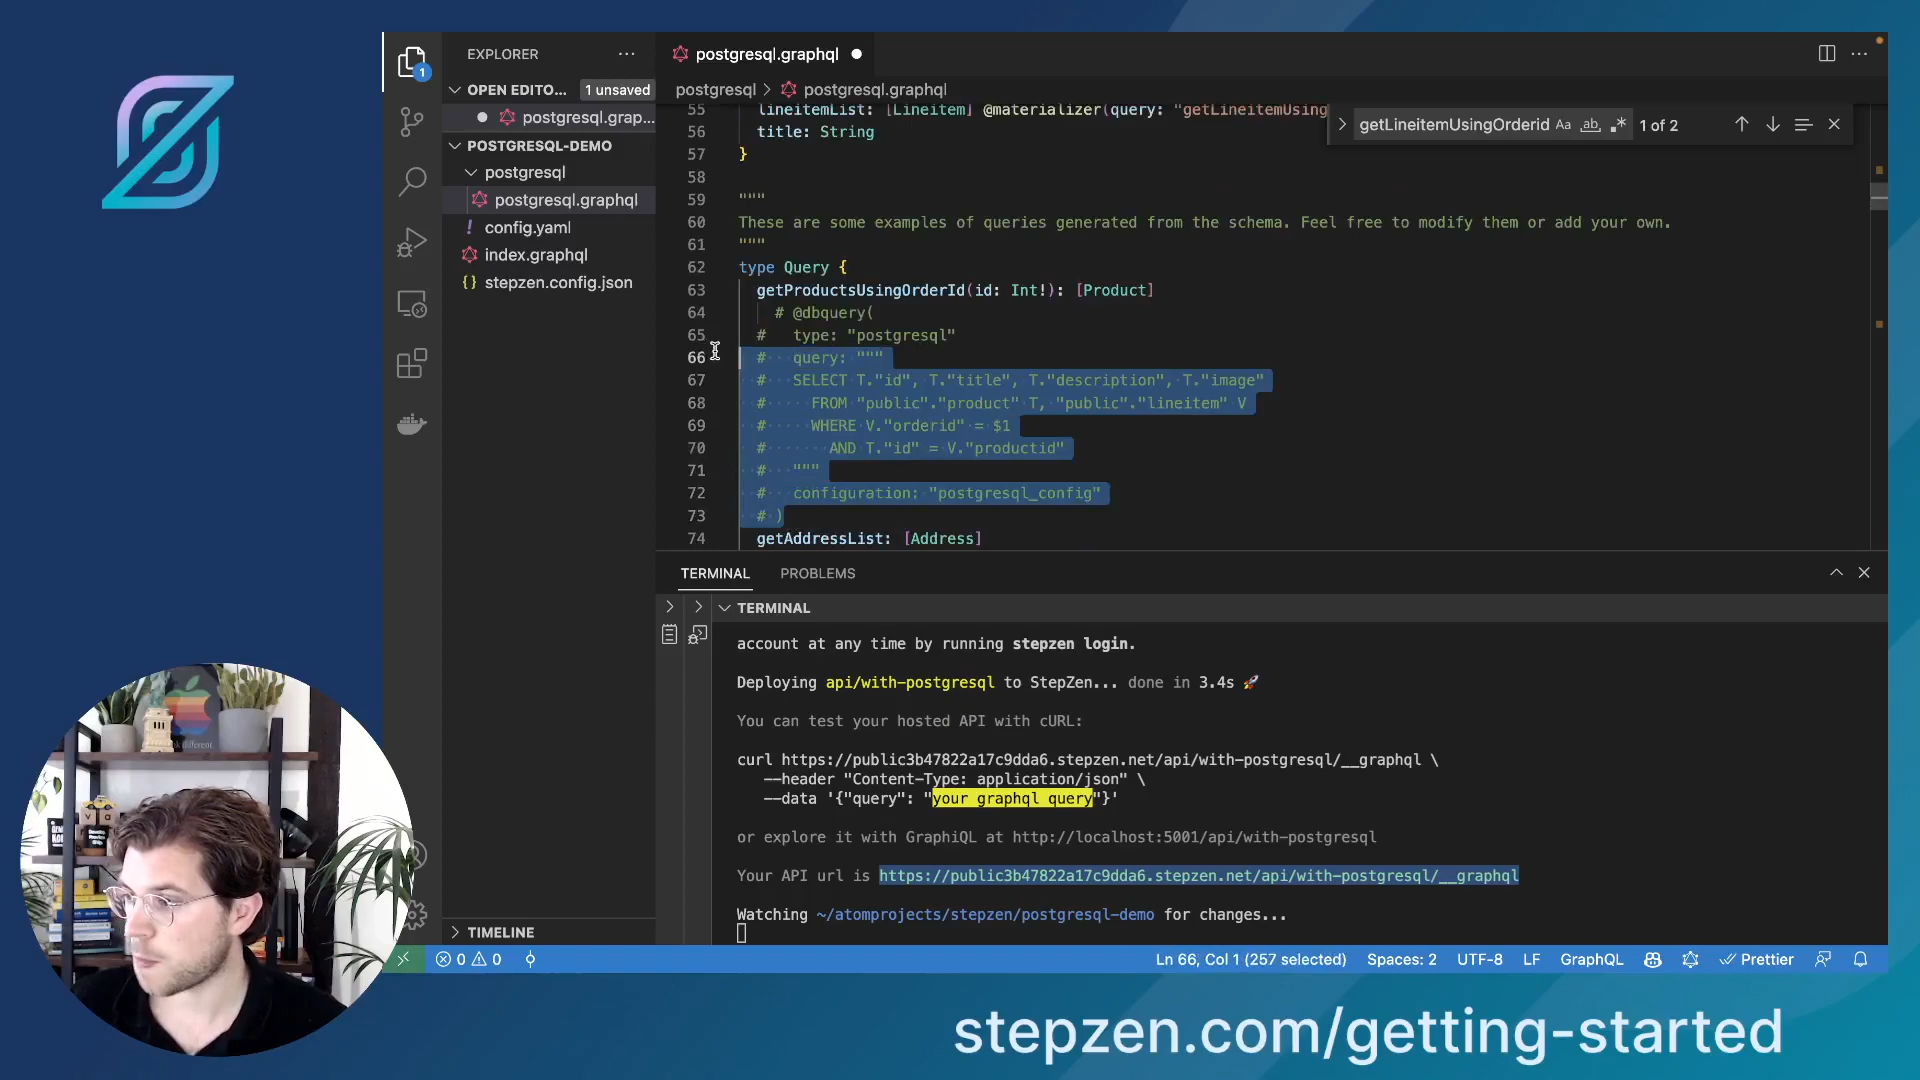 EXPLORER
OPEN EDITO...
1 unsaved
postgresql.grap...
POSTGRESQL-DEMO
postgresql
postgresql.graphql
config.yaml
index.graphql
stepzen.config.json
TIMELINE
postgresql.graphql
postgresql > postgresql.graphql
getLineitemUsingOrderid Aa ab 1 of 2
55 lineitemList: [Lineitem] @materializer(query: "getLineitemUsing
56 title: String
57 }
58
59 """
60 These are some examples of queries generated from the schema. Feel free to modify them or add your own.
61 """
62 type Query {
63 getProductsUsingOrderId(id: Int!): [Product]
64 # @dbquery(
65 # type: "postgresql"
66 # query: """
67 # SELECT T."id", T."title", T."description", T."image"
68 # FROM "public"."product" T, "public"."lineitem" V
69 # WHERE V."orderid" = $1
70 # AND T."id" = V."productid"
71 # """
72 # configuration: "postgresql_config"
73 # )
74 getAddressList: [Address]
TERMINAL PROBLEMS
TERMINAL
account at any time by running stepzen login.
Deploying api/with-postgresql to StepZen... done in 3.4s 🚀
You can test your hosted API with cURL:
curl https://public3b47822a17c9dda6.stepzen.net/api/with-postgresql/__graphql \
--header "Content-Type: application/json" \
--data '{"query": "your graphql query"}'
or explore it with GraphiQL at http://localhost:5001/api/with-postgresql
Your API url is https://public3b47822a17c9dda6.stepzen.net/api/with-postgresql/__graphql
Watching ~/atomprojects/stepzen/postgresql-demo for changes...
0 0
Ln 66, Col 1 (257 selected) Spaces: 2 UTF-8 LF GraphQL Prettier
stepzen.com/getting-started